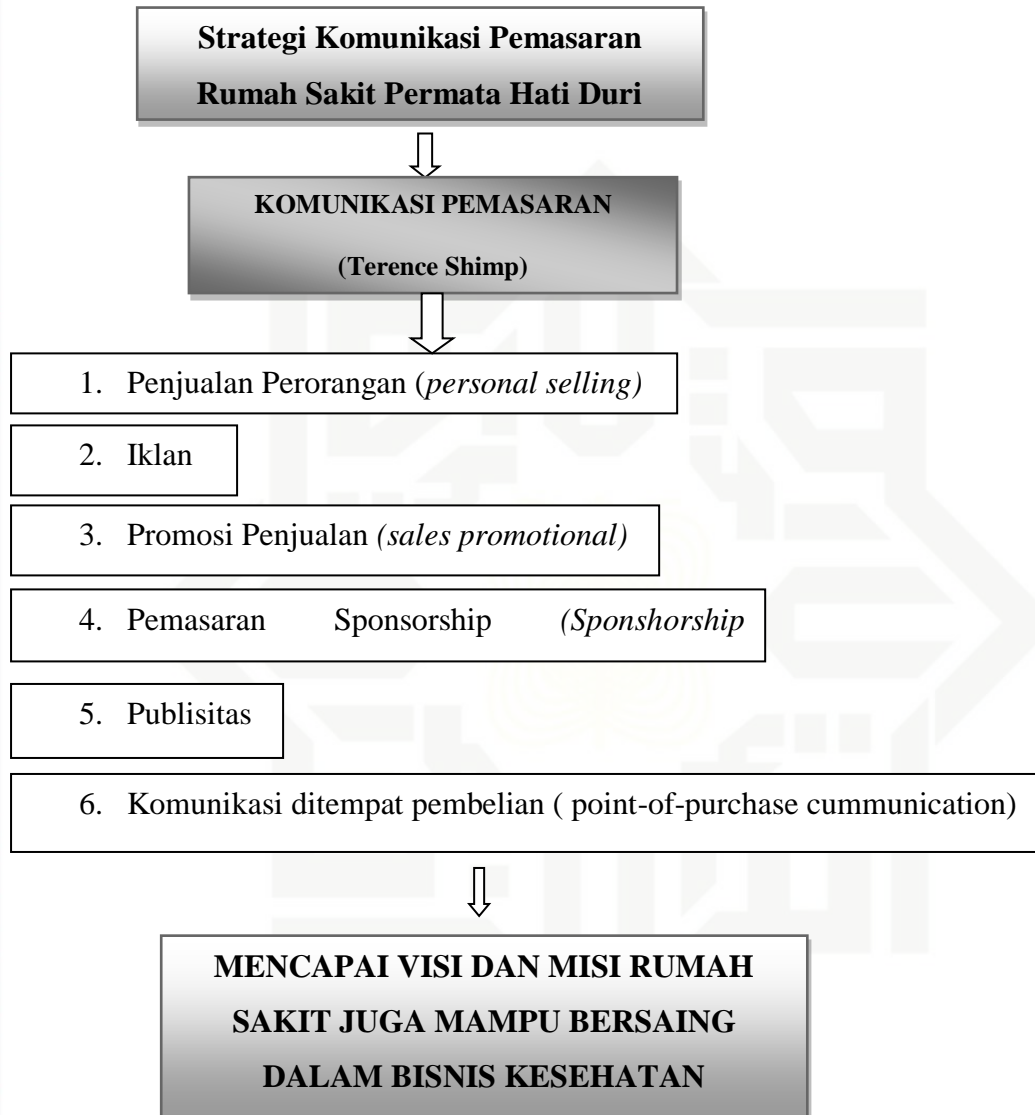 Strategi Komunikasi Pemasaran
Rumah Sakit Permata Hati Duri
KOMUNIKASI PEMASARAN
(Terence Shimp)
1. Penjualan Perorangan (personal selling)
2. Iklan
3. Promosi Penjualan (sales promotional)
4. Pemasaran Sponsorship (Sponshorship
5. Publisitas
6. Komunikasi ditempat pembelian ( point-of-purchase cummunication)
MENCAPAI VISI DAN MISI RUMAH
SAKIT JUGA MAMPU BERSAING
DALAM BISNIS KESEHATAN